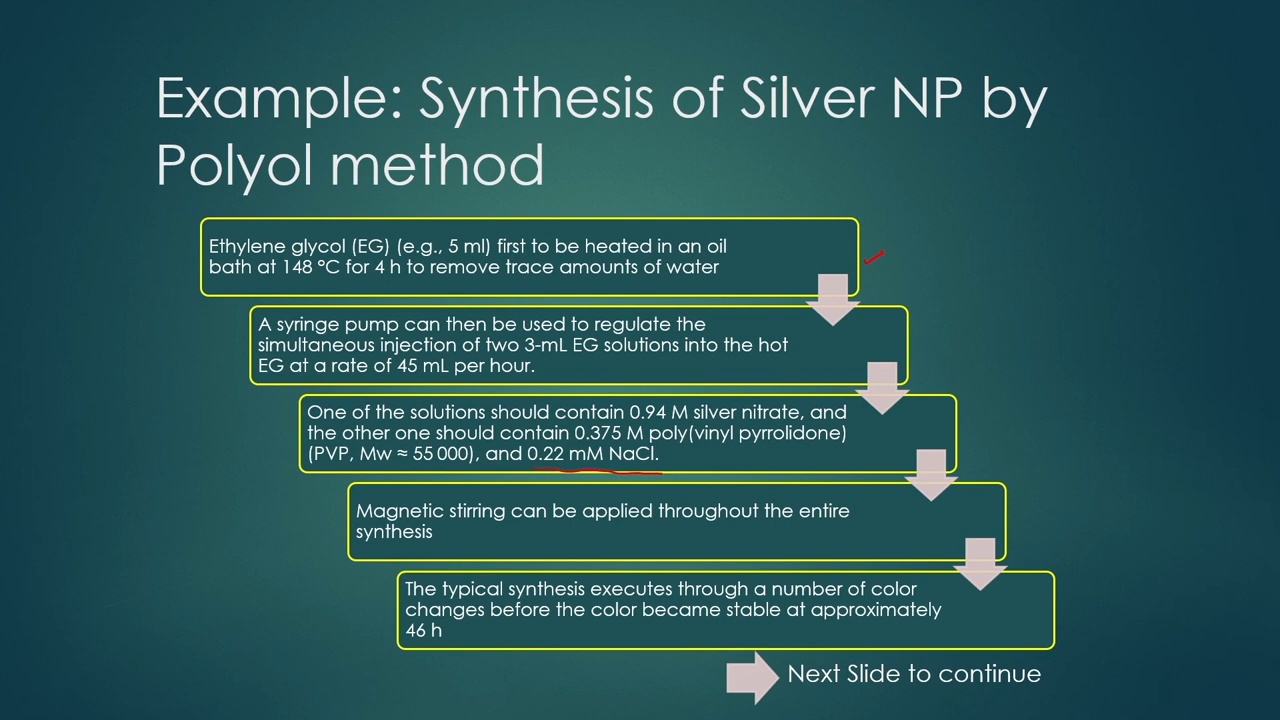 Example: Synthesis of Silver NP by
Polyol method
Ethylene glycol (EG) (e.g., 5 ml) first to be heated in an oil
bath at 148 °C for 4 h to remove trace amounts of water
A syringe pump can then be used to regulate the
simultaneous injection of two 3-mL EG solutions into the hot
EG at a rate of 45 mL per hour.
One of the solutions should contain 0.94 M silver nitrate, and
the other one should contain 0.375 M poly(vinyl pyrrolidone)
(PVP, Mw ≈ 55 000), and 0.22 mM NaCl.
Magnetic stirring can be applied throughout the entire
synthesis
The typical synthesis executes through a number of color
changes before the color became stable at approximately
46 h
Next Slide to continue